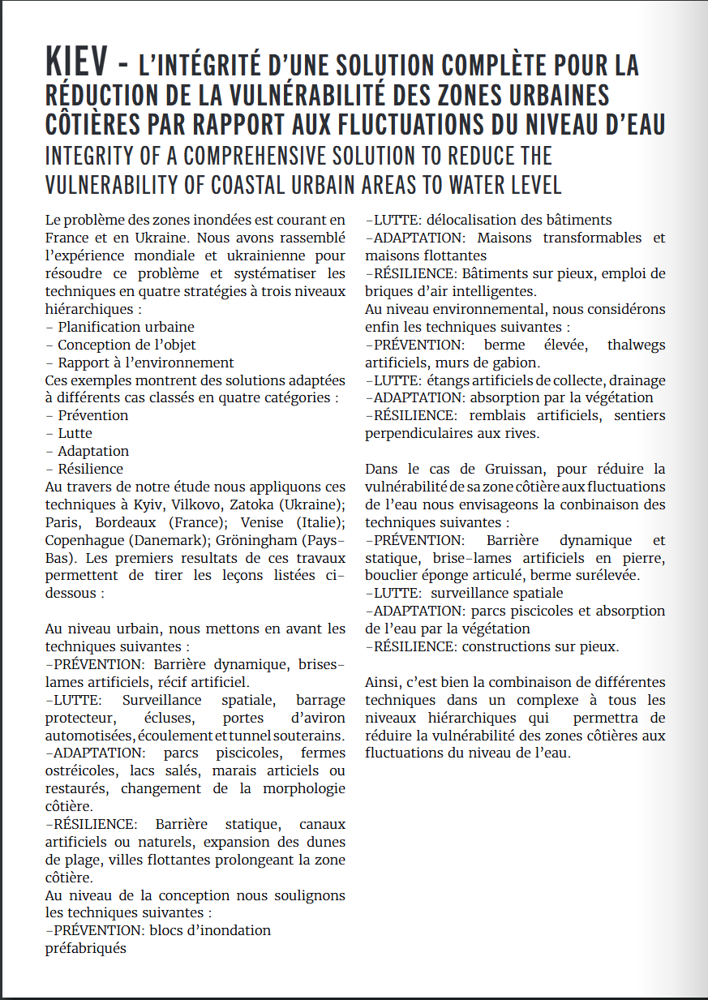 KIEV - L'INTÉGRITÉ D'UNE SOLUTION COMPLÈTE POUR LA
RÉDUCTION DE LA VULNÉRABILITÉ DES ZONES URBAINES
CÔTIÈRES PAR RAPPORT AUX FLUCTUATIONS DU NIVEAU D'EAU
INTEGRITY OF A COMPREHENSIVE SOLUTION TO REDUCE THE
VULNERABILITY OF COASTAL URBAIN AREAS TO WATER LEVEL
Le problème des zones inondées est courant en
France et en Ukraine. Nous avons rassemblé
l'expérience mondiale et ukrainienne pour
résoudre ce problème et systématiser les
techniques en quatre stratégies à trois niveaux
hiérarchiques :
- Planification urbaine
- Conception de l'objet
- Rapport à l'environnement
Ces exemples montrent des solutions adaptées
à différents cas classés en quatre catégories :
- Prévention
- Lutte
- Adaptation
- Résilience
Au travers de notre étude nous appliquons ces
techniques à Kyiv, Vilkovo, Zatoka (Ukraine);
Paris, Bordeaux (France); Venise (Italie);
Copenhague (Danemark); Gröningham (Pays-
Bas). Les premiers resultats de ces travaux
permettent de tirer les leçons listées ci-
dessous :
Au niveau urbain, nous mettons en avant les
techniques suivantes :
-PRÉVENTION: Barrière dynamique, brises-
lames artificiels, récif artificiel.
-LUTTE: Surveillance spatiale, barrage
protecteur, écluses, portes d'aviron
automotisées, écoulement et tunnel souterains.
-ADAPTATION: parcs piscicoles, fermes
ostréicoles, lacs salés, marais articiels ou
restaurés, changement de la morphologie
côtière.
-RÉSILIENCE: Barrière statique, canaux
artificiels ou naturels, expansion des dunes
de plage, villes flottantes prolongeant la zone
côtière.
Au niveau de la conception nous soulignons
les techniques suivantes :
-PRÉVENTION: blocs d'inondation
préfabriqués
-LUTTE: délocalisation des bâtiments
-ADAPTATION: Maisons transformables et
maisons flottantes
-RÉSILIENCE: Bâtiments sur pieux, emploi de
briques d'air intelligentes.
Au niveau environnemental, nous considérons
enfin les techniques suivantes :
-PRÉVENTION: berme élevée, thalwegs
artificiels, murs de gabion.
-LUTTE: étangs artificiels de collecte, drainage
-ADAPTATION: absorption par la végétation
-RÉSILIENCE: remblais artificiels, sentiers
perpendiculaires aux rives.
Dans le cas de Gruissan, pour réduire la
vulnérabilité de sa zone côtière aux fluctuations
de l'eau nous envisageons la conbinaison des
techniques suivantes :
-PRÉVENTION: Barrière dynamique et
statique, brise-lames artificiels en pierre,
bouclier éponge articulé, berme surélevée.
-LUTTE: surveillance spatiale
-ADAPTATION: parcs piscicoles et absorption
de l'eau par la végétation
-RÉSILIENCE: constructions sur pieux.
Ainsi, c'est bien la combinaison de différentes
techniques dans un complexe à tous les
niveaux hiérarchiques qui permettra de
réduire la vulnérabilité des zones côtières aux
fluctuations du niveau de l'eau.